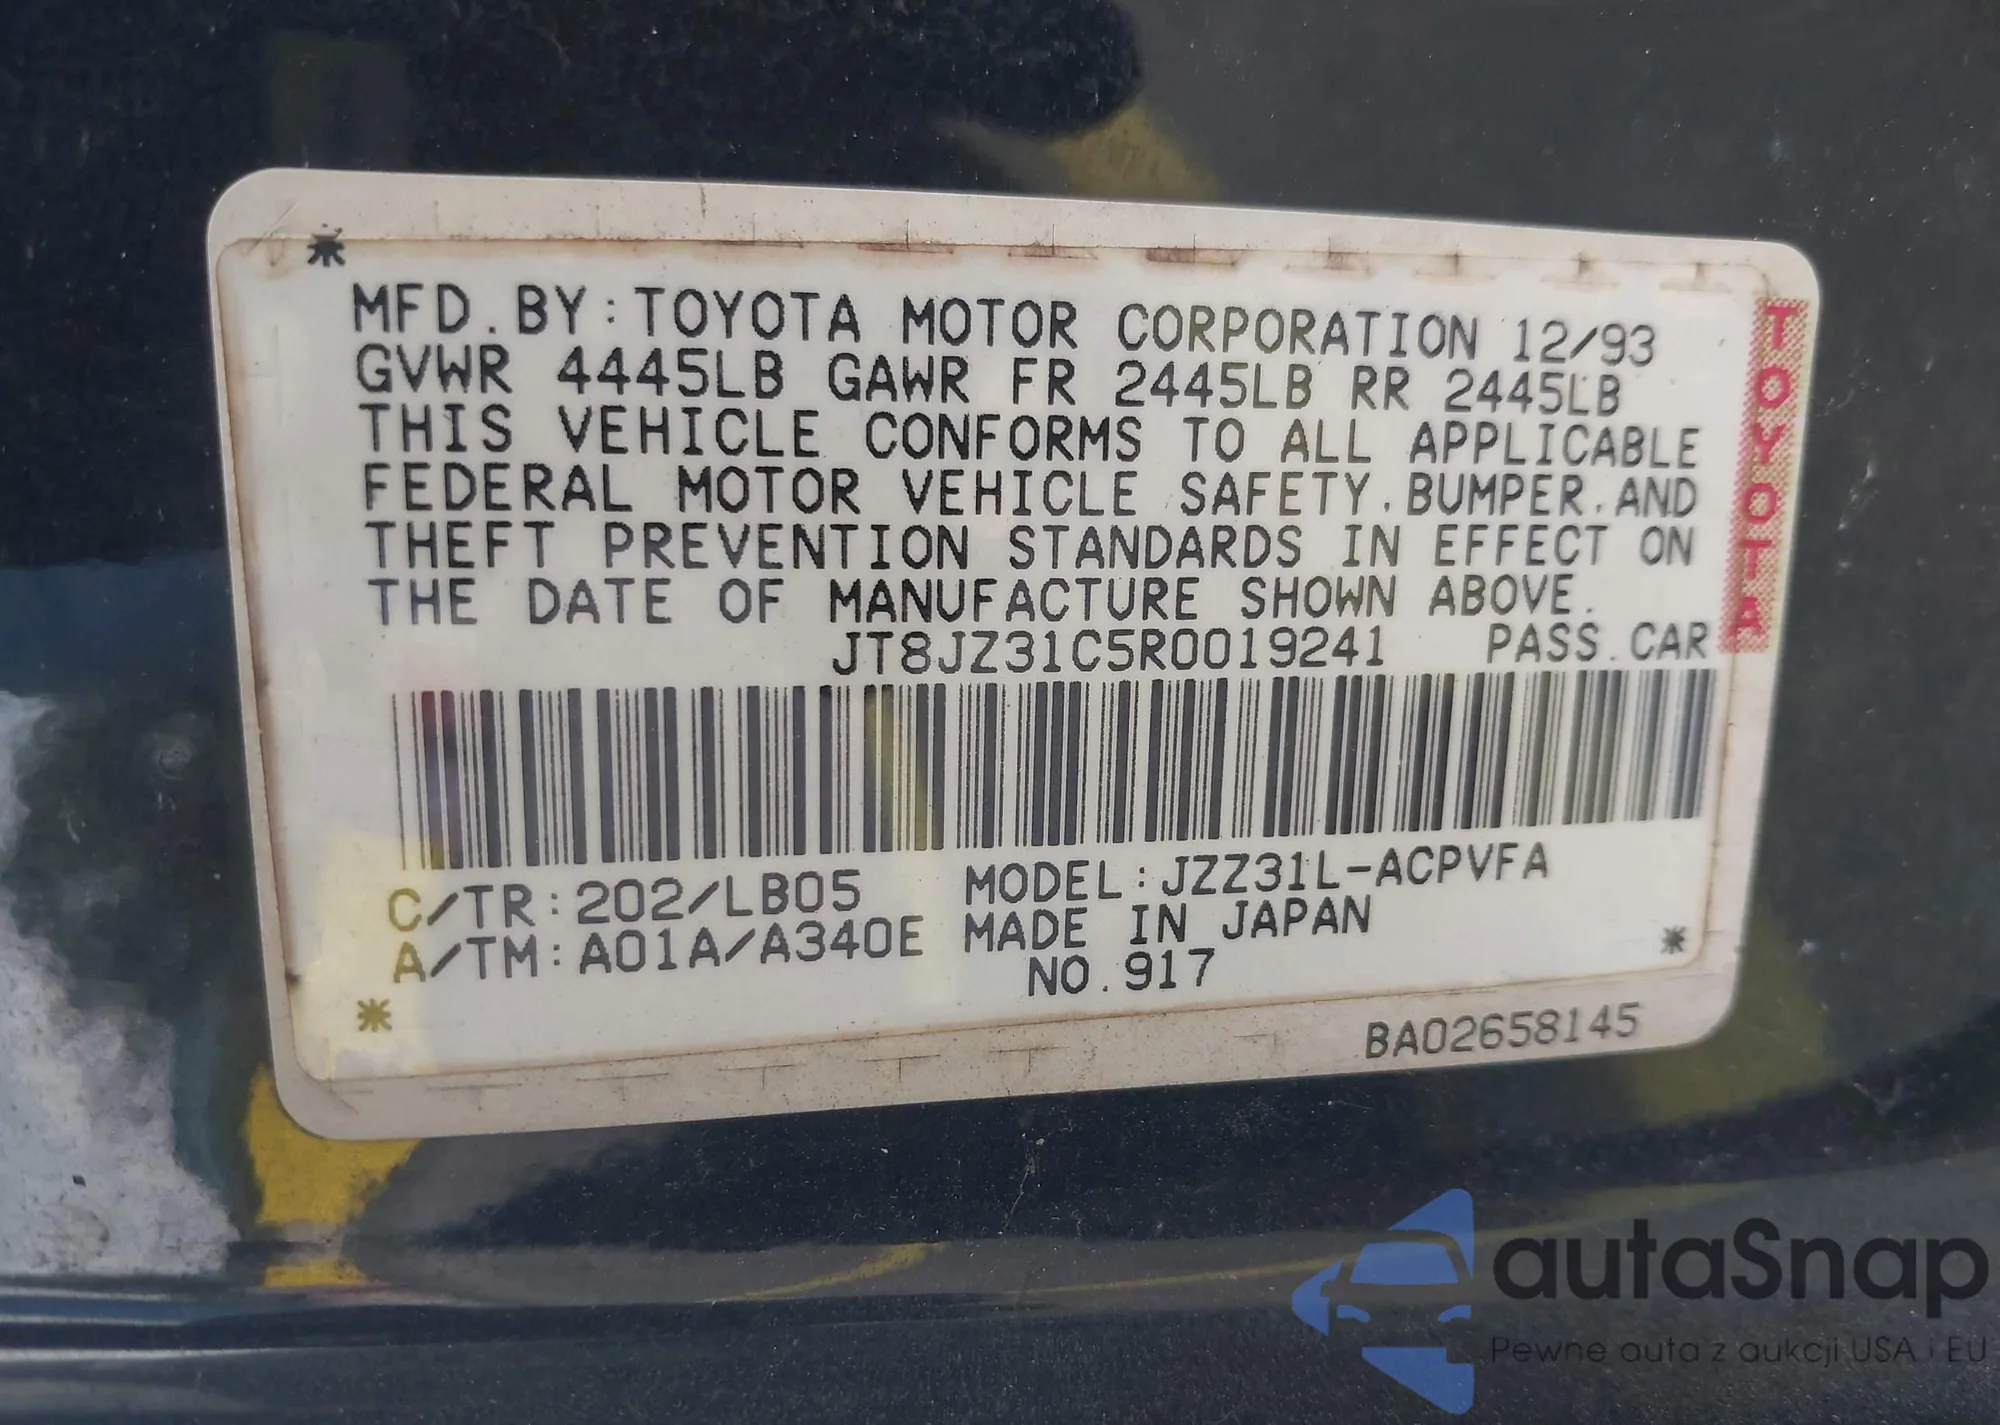 MFD. BY: TOYOTA MOTOR CORPORATION 12/93
GVWR 4445LB GAWR FR 2445LB RR 2445LB
THIS VEHICLE CONFORMS TO ALL APPLICABLE
FEDERAL MOTOR VEHICLE SAFETY, BUMPER, AND
THEFT PREVENTION STANDARDS IN EFFECT ON
THE DATE OF MANUFACTURE SHOWN ABOVE.
JT8JZ31C5R0019241 PASS. CAR
TOYOTA
C/TR: 202/LB05 MODEL: JZZ31L-ACPVFA
A/TM: A01A/A340E MADE IN JAPAN
NO. 917
BA02658145
autaSnap
Pewne auta z aukcji USA i EU